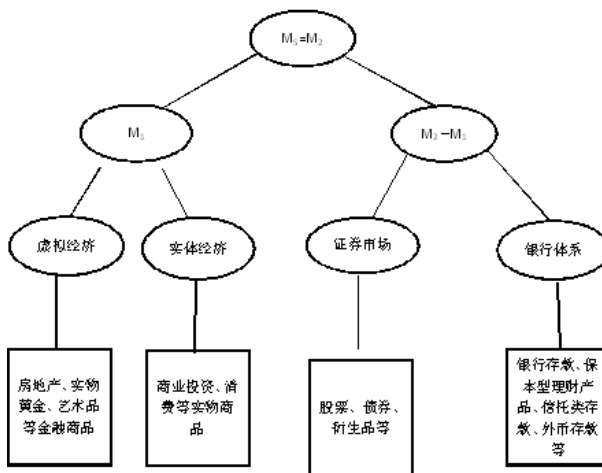 M₅=M₂
M₁
M₂−M₁
虚拟经济
实体经济
证券市场
银行体系
房地产、实物
黄金、艺术品
等金融商品
商业投资、消
费等实物商
品
股票、债券、
衍生品等
银行存款、保
本型理财产
品、信托类存
款、外币存款
等